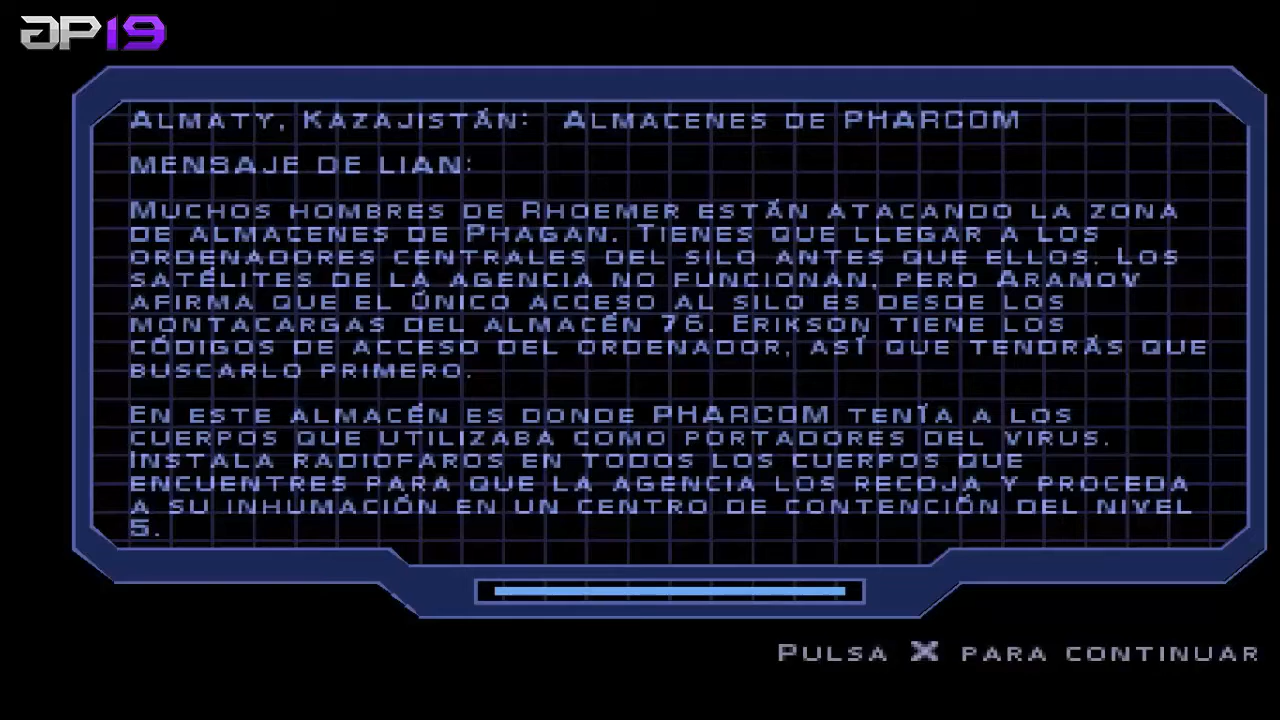 GP19
Almaty, Kazajistán: Almacenes de PHARCOM
MENSAJE DE LIAN:
Muchos hombres de Rhoemer están atacando la zona
de almacenes de Phagan. Tienes que llegar a los
ordenadores centrales del silo antes que ellos. Los
satélites de la agencia no funcionan, pero Aramov
afirma que el único acceso al silo es desde los
montacargas del almacén 76. Erikson tiene los
códigos de acceso del ordenador, así que tendrás que
buscarlo primero.
En este almacén es donde PHARCOM tenía a los
cuerpos que utilizaba como portadores del virus.
Instala radiofaros en todos los cuerpos que
encuentres para que la agencia los recoja y proceda
a su inhumación en un centro de contención del nivel
5.
Pulsa X para continuar